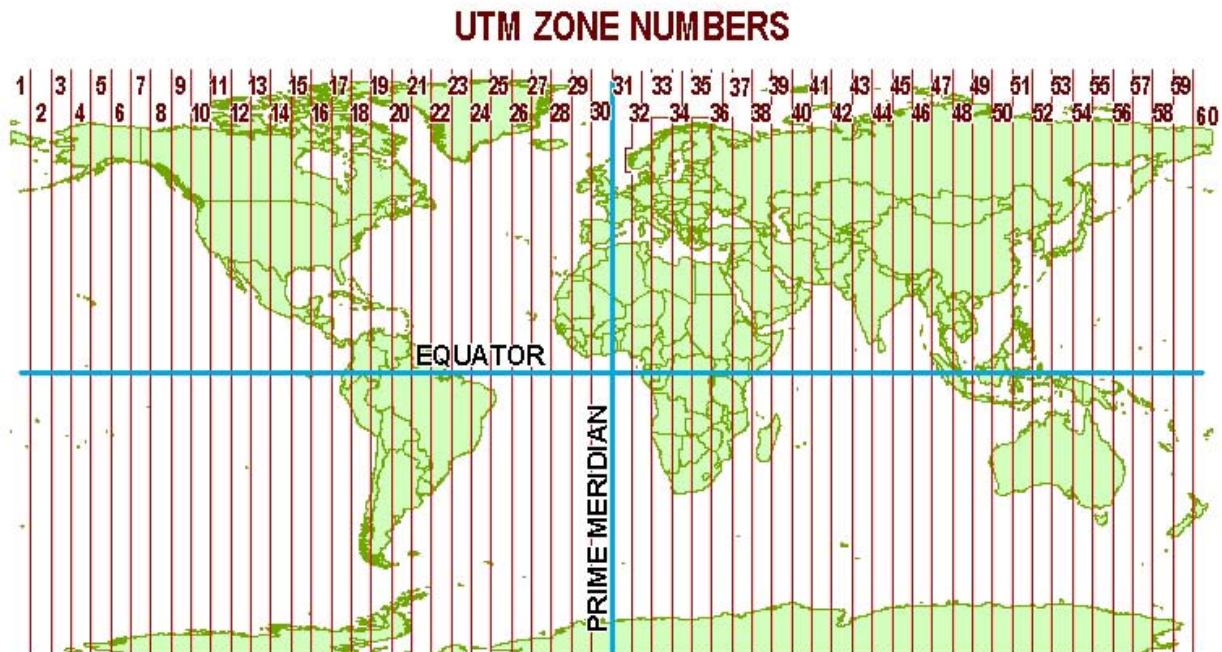 UTM ZONE NUMBERS
1 3 5 7 9 11 13 15 17 19 21 23 25 27 29 31 33 35 37 39 41 43 45 47 49 51 53 55 57 59
2 4 6 8 10 12 14 16 18 20 22 24 26 28 30 32 34 36 38 40 42 44 46 48 50 52 54 56 58 60
EQUATOR
PRIME MERIDIAN